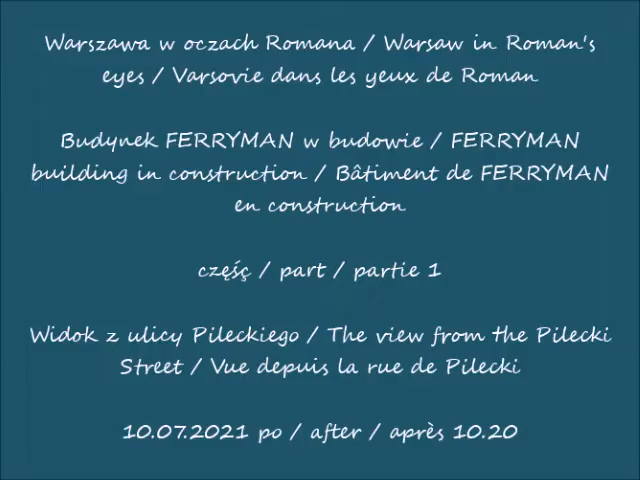 Warszawa w oczach Romana / Warsaw in Roman's
eyes / Varsovie dans les yeux de Roman
Budynek FERRYMAN w budowie / FERRYMAN
building in construction / Bâtiment de FERRYMAN
en construction
częśç / part / partie 1
Widok z ulicy Pileckiego / The view from the Pilecki
Street / Vue depuis la rue de Pilecki
10.07.2021 po / after / après 10.20